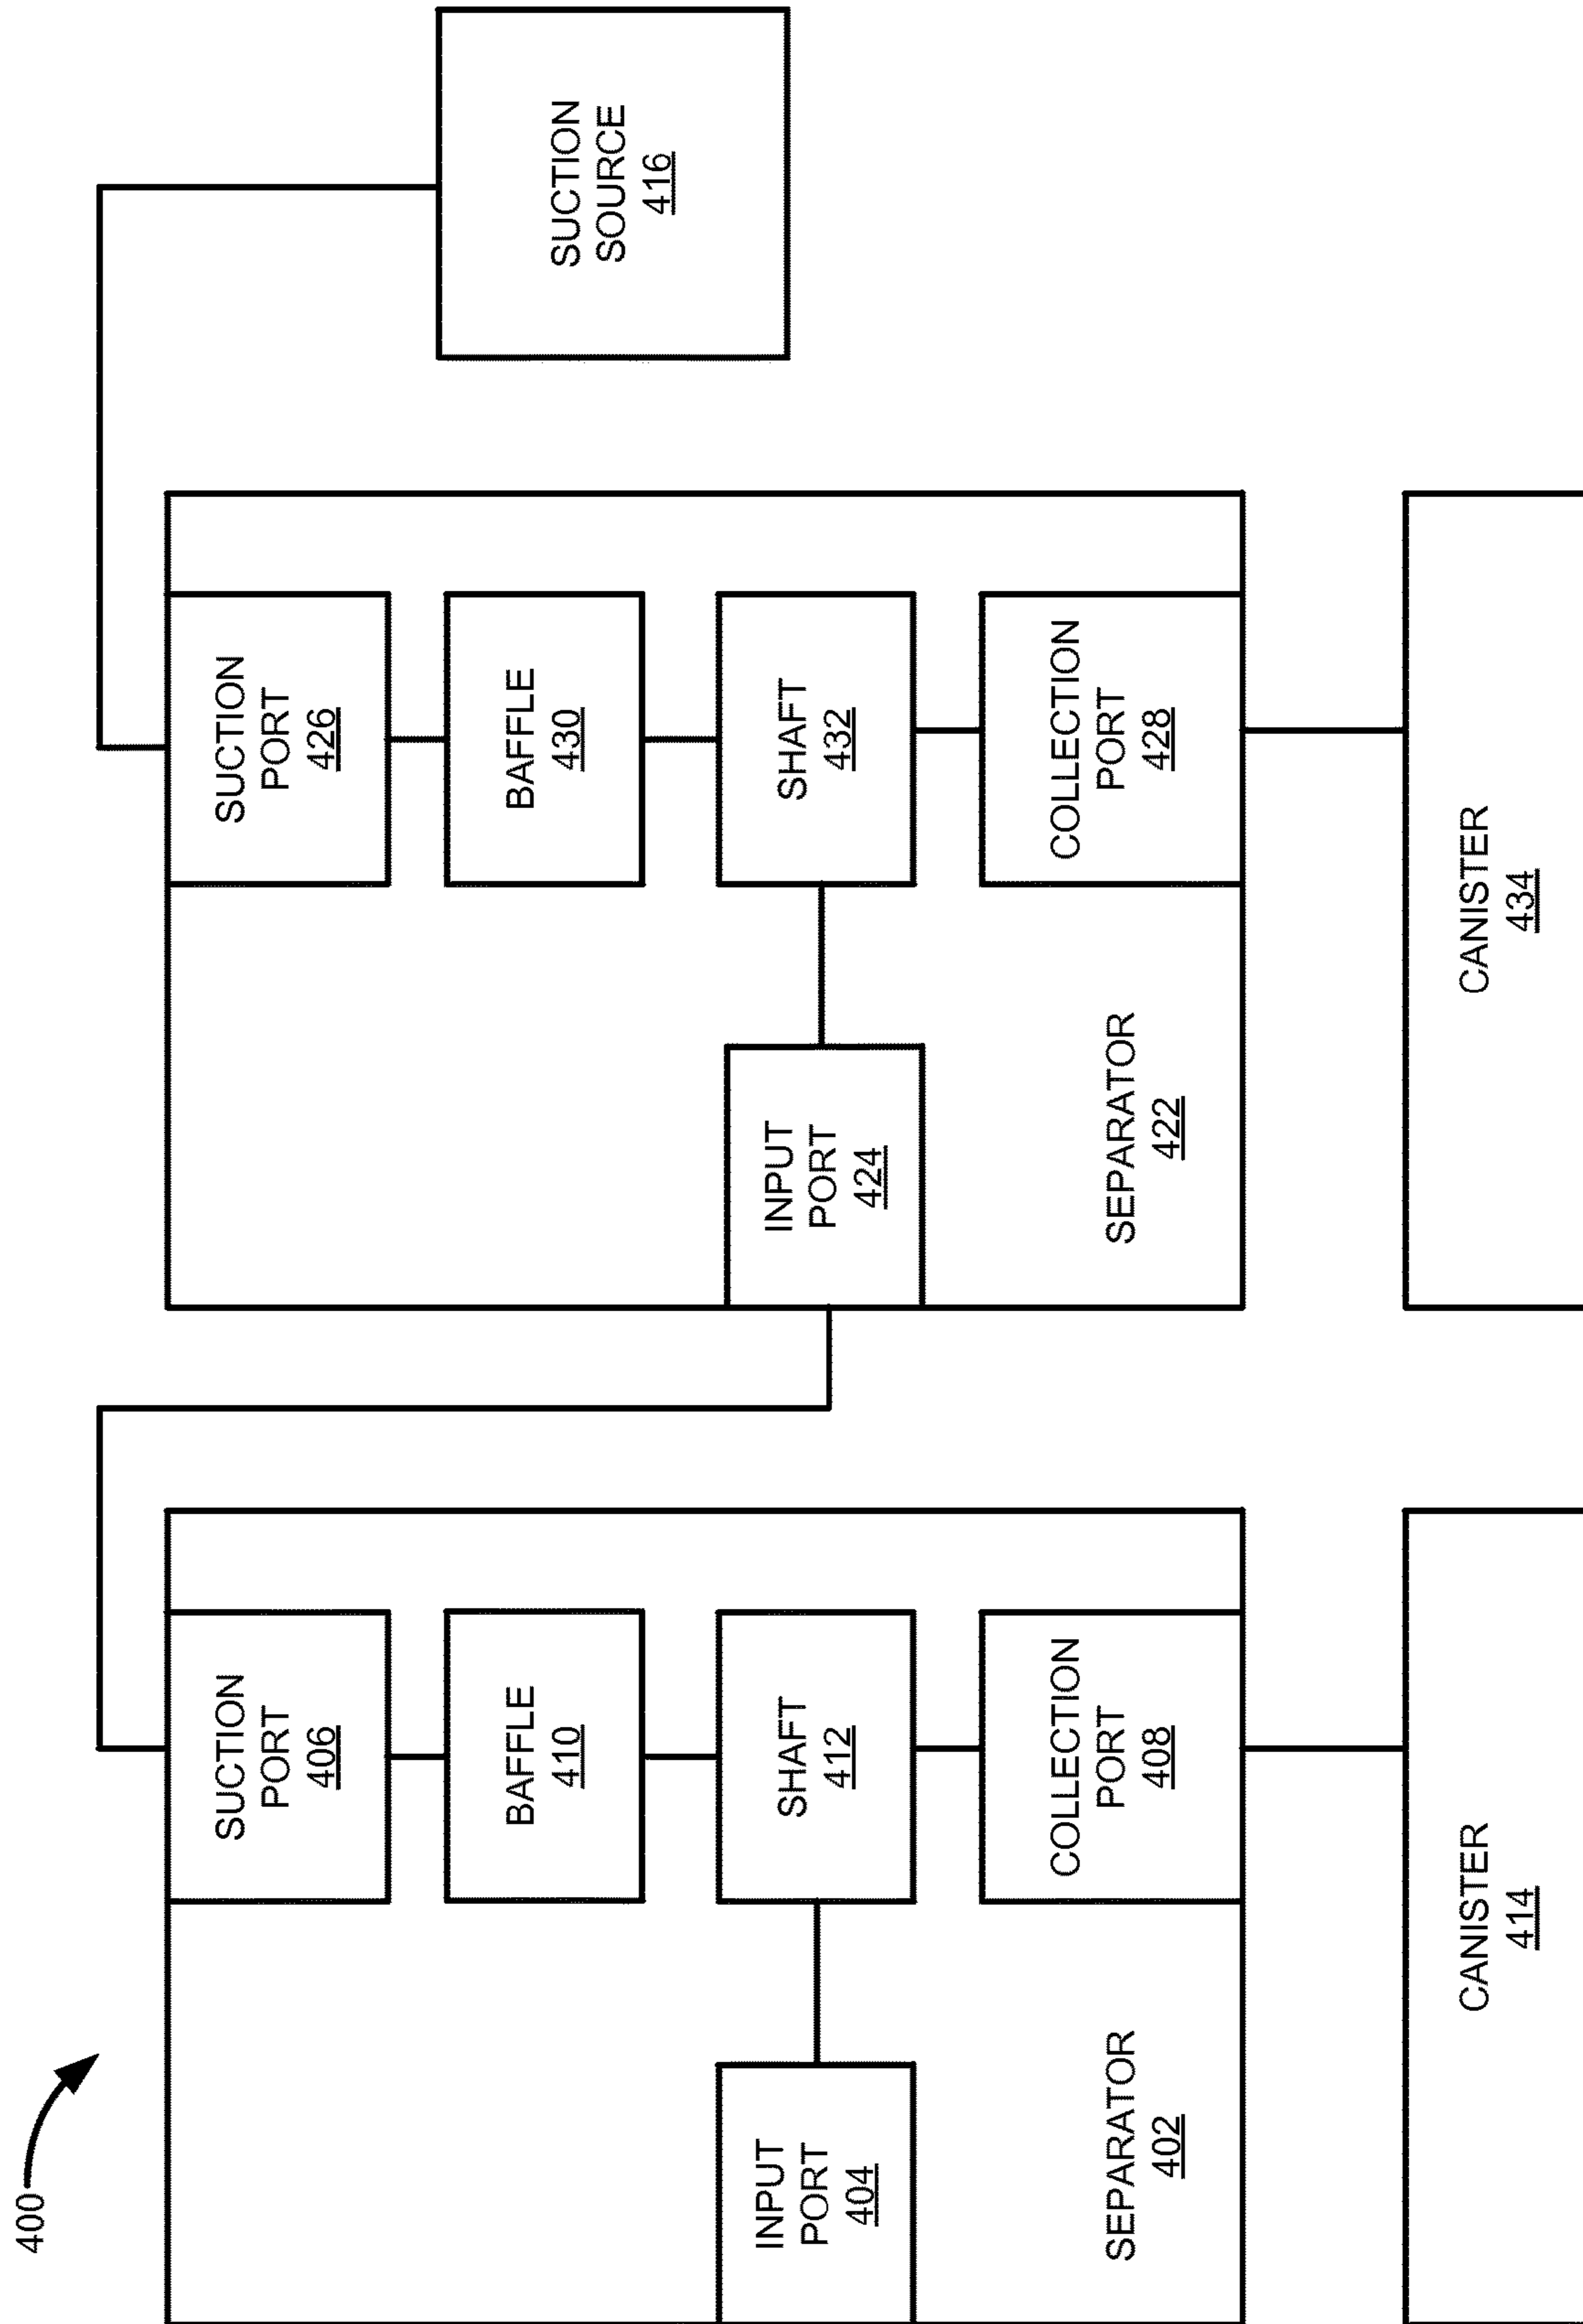 400
SUCTION
PORT
406
BAFFLE
410
INPUT
PORT
404
SHAFT
412
SEPARATOR
402
COLLECTION
PORT
408
CANISTER
414
SUCTION
PORT
426
BAFFLE
430
INPUT
PORT
424
SHAFT
432
SEPARATOR
422
COLLECTION
PORT
428
CANISTER
434
SUCTION
SOURCE
416